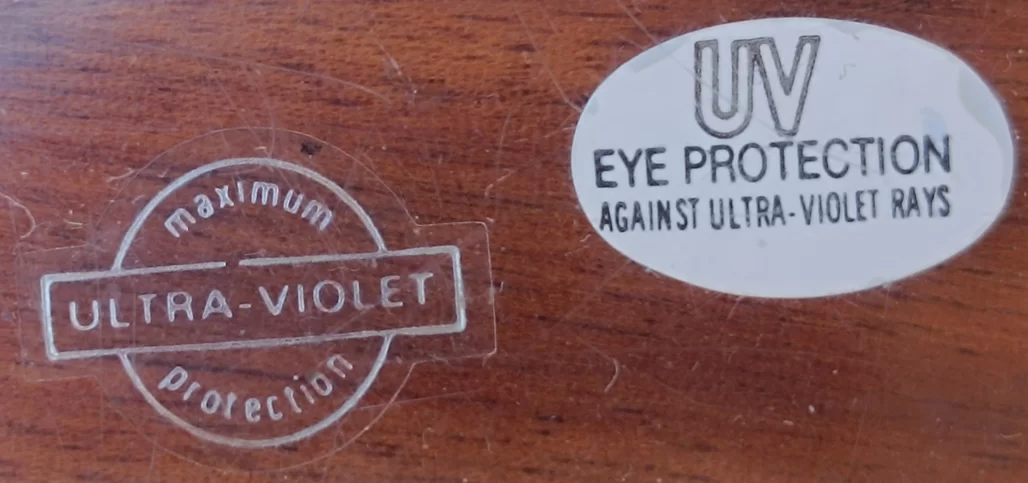 maximum
ULTRA-VIOLET
protection
UV
EYE PROTECTION
AGAINST ULTRA-VIOLET RAYS